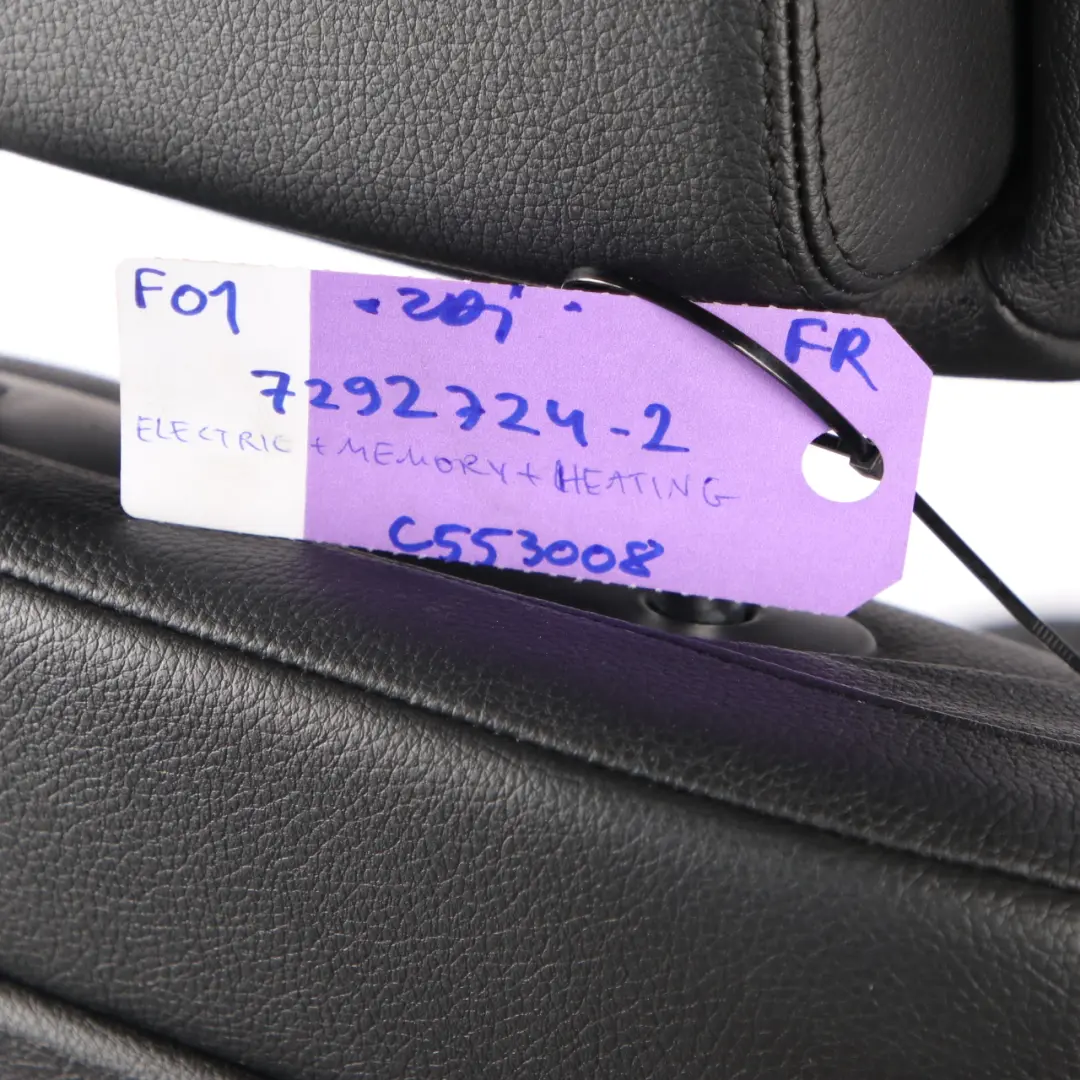 F01 FR
7292724-2
ELECTRIC + MEMORY + HEATING
C553008